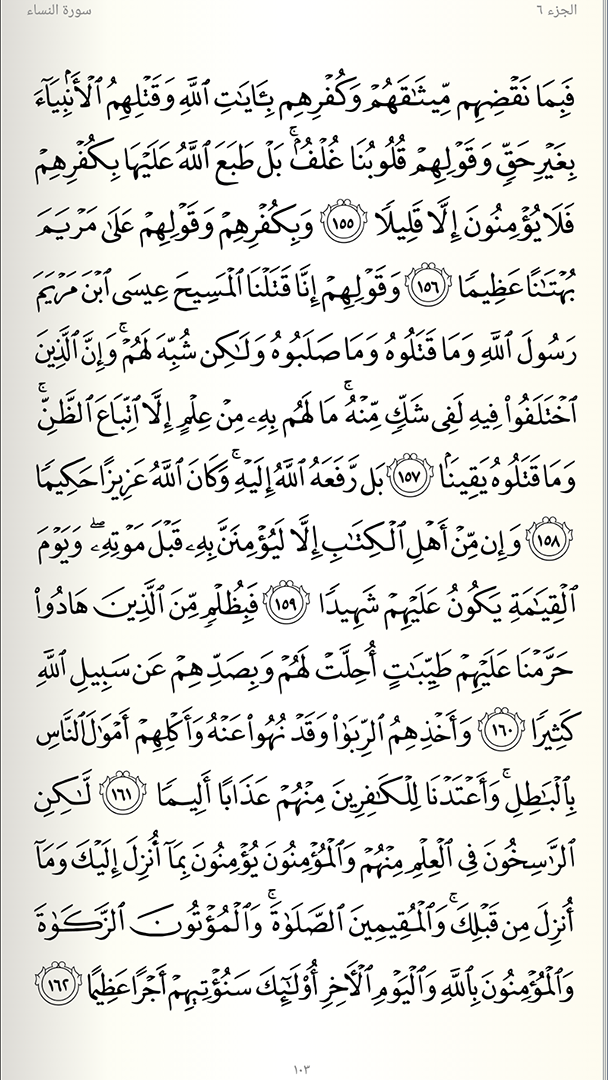 الجزء ٦
سورة النساء
فَبِمَا نَقْضِهِم مِّيثَٰقَهُمْ وَكُفْرِهِم بِـَٔايَٰتِ ٱللَّهِ وَقَتْلِهِمُ ٱلْأَنۢبِيَآءَ
بِغَيْرِ حَقٍّ وَقَوْلِهِمْ قُلُوبُنَا غُلْفٌۢ ۚ بَلْ طَبَعَ ٱللَّهُ عَلَيْهَا بِكُفْرِهِمْ
فَلَا يُؤْمِنُونَ إِلَّا قَلِيلًا ١٥٥ وَبِكُفْرِهِمْ وَقَوْلِهِمْ عَلَىٰ مَرْيَمَ
بُهْتَٰنًا عَظِيمًا ١٥٦ وَقَوْلِهِمْ إِنَّا قَتَلْنَا ٱلْمَسِيحَ عِيسَى ٱبْنَ مَرْيَمَ
رَسُولَ ٱللَّهِ وَمَا قَتَلُوهُ وَمَا صَلَبُوهُ وَلَٰكِن شُبِّهَ لَهُمْ ۚ وَإِنَّ ٱلَّذِينَ
ٱخْتَلَفُوا۟ فِيهِ لَفِى شَكٍّ مِّنْهُ ۚ مَا لَهُم بِهِۦ مِنْ عِلْمٍ إِلَّا ٱتِّبَاعَ ٱلظَّنِّ ۚ
وَمَا قَتَلُوهُ يَقِينًۢا ١٥٧ بَل رَّفَعَهُ ٱللَّهُ إِلَيْهِ ۚ وَكَانَ ٱللَّهُ عَزِيزًا حَكِيمًا
١٥٨ وَإِن مِّنْ أَهْلِ ٱلْكِتَٰبِ إِلَّا لَيُؤْمِنَنَّ بِهِۦ قَبْلَ مَوْتِهِۦ ۖ وَيَوْمَ
ٱلْقِيَٰمَةِ يَكُونُ عَلَيْهِمْ شَهِيدًا ١٥٩ فَبِظُلْمٍ مِّنَ ٱلَّذِينَ هَادُوا۟
حَرَّمْنَا عَلَيْهِمْ طَيِّبَٰتٍ أُحِلَّتْ لَهُمْ وَبِصَدِّهِمْ عَن سَبِيلِ ٱللَّهِ
كَثِيرًا ١٦٠ وَأَخْذِهِمُ ٱلرِّبَوٰا۟ وَقَدْ نُهُوا۟ عَنْهُ وَأَكْلِهِمْ أَمْوَٰلَ ٱلنَّاسِ
بِٱلْبَٰطِلِ ۚ وَأَعْتَدْنَا لِلْكَٰفِرِينَ مِنْهُمْ عَذَابًا أَلِيمًا ١٦١ لَّٰكِنِ
ٱلرَّٰسِخُونَ فِى ٱلْعِلْمِ مِنْهُمْ وَٱلْمُؤْمِنُونَ يُؤْمِنُونَ بِمَآ أُنزِلَ إِلَيْكَ وَمَآ
أُنزِلَ مِن قَبْلِكَ ۚ وَٱلْمُقِيمِينَ ٱلصَّلَوٰةَ ۚ وَٱلْمُؤْتُونَ ٱلزَّكَوٰةَ
وَٱلْمُؤْمِنُونَ بِٱللَّهِ وَٱلْيَوْمِ ٱلْـَٔاخِرِ أُو۟لَٰٓئِكَ سَنُؤْتِيهِمْ أَجْرًا عَظِيمًا ١٦٢
١٠٣